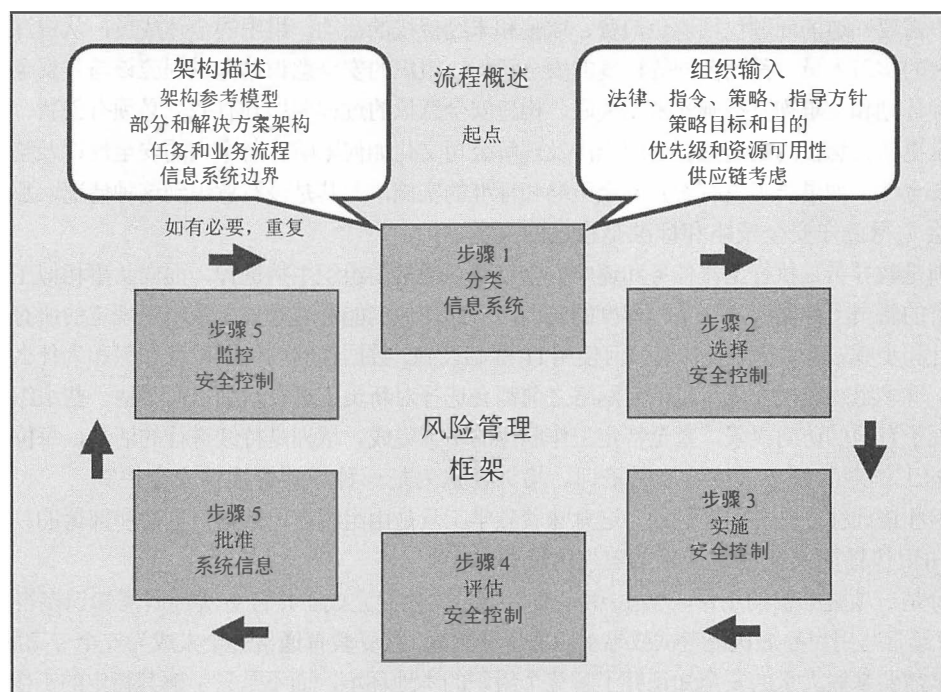 架构描述
架构参考模型
部分和解决方案架构
任务和业务流程
信息系统边界
流程概述
起点
组织输入
法律、指令、策略、指导方针
策略目标和目的
优先级和资源可用性
供应链考虑
如有必要，重复
步骤 1
分类
信息系统
步骤 2
选择
安全控制
步骤 3
实施
安全控制
步骤 4
评估
安全控制
步骤 5
批准
系统信息
步骤 5
监控
安全控制
风险管理
框架